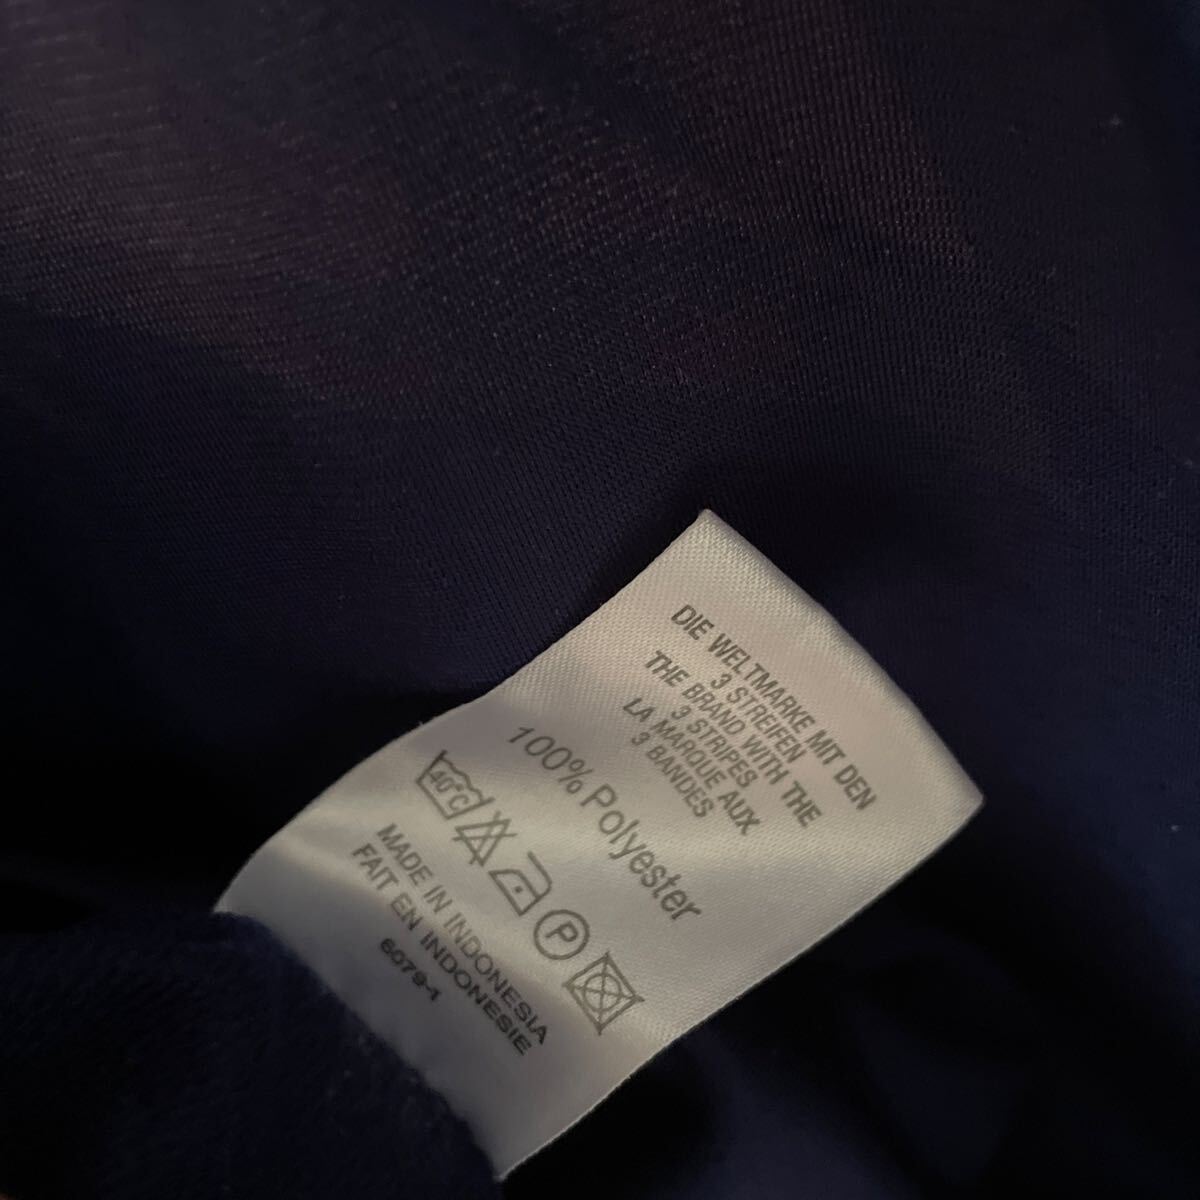 DIE WELTMARKE MIT DEN
3 STREIFEN
THE BRAND WITH THE
3 STRIPES
LA MARQUE AUX
3 BANDES
100% Polyester
40°C P
MADE IN INDONESIA
FAIT EN INDONESIE
6079-1